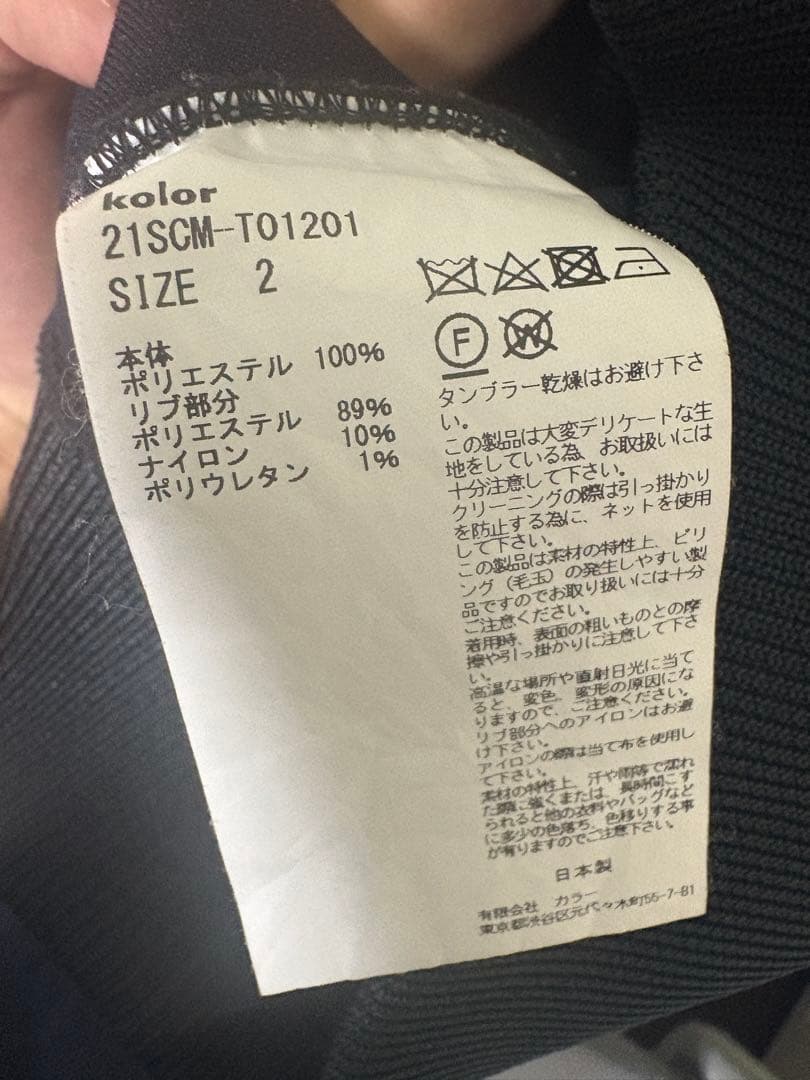 kolor
21SCM-T01201
SIZE 2
本体
ポリエステル 100%
リブ部分
ポリエステル 89%
ナイロン 10%
ポリウレタン 1%
F
W
タンブラー乾燥はお避け下さ
い。
この製品は大変デリケートな生
地をしている為、お取扱いには
十分注意して下さい。
クリーニングの際は引っ掛かり
を防止する為に、ネットを使用
して下さい。
この製品は素材の特性上、ピリ
ング（毛玉）の発生しやすい製
品ですのでお取り扱いには十分
ご注意ください。
着用時、表面の粗いものとの摩
擦や引っ掛かりに注意して下さ
い。
高温な場所や直射日光に当て
ると、変色、変形の原因にな
りますので、ご注意ください。
リブ部分へのアイロンはお避
け下さい。
アイロンの際は当て布を使用し
て下さい。
素材の特性上、汗や雨等で濡れ
た際に強くまたは、長時間こす
られると他の衣料やバッグなど
に多少の色落ち、色移りする事
が有りますのでご注意下さい。
日本製
有限会社 カラー
東京都渋谷区元代々木町55-7-B1